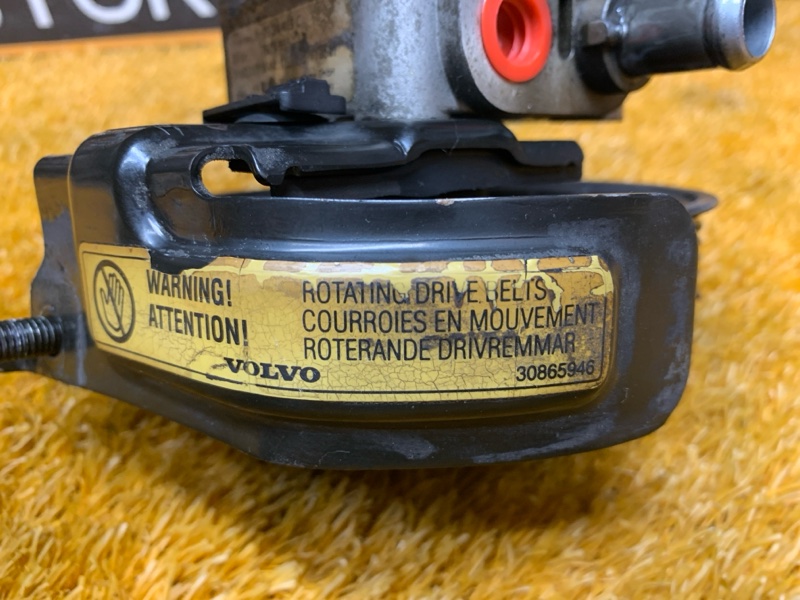 WARNING!
ATTENTION!
ROTATING DRIVE BELTS
COURROIES EN MOUVEMENT
ROTERANDE DRIVREMMAR
VOLVO
30865946